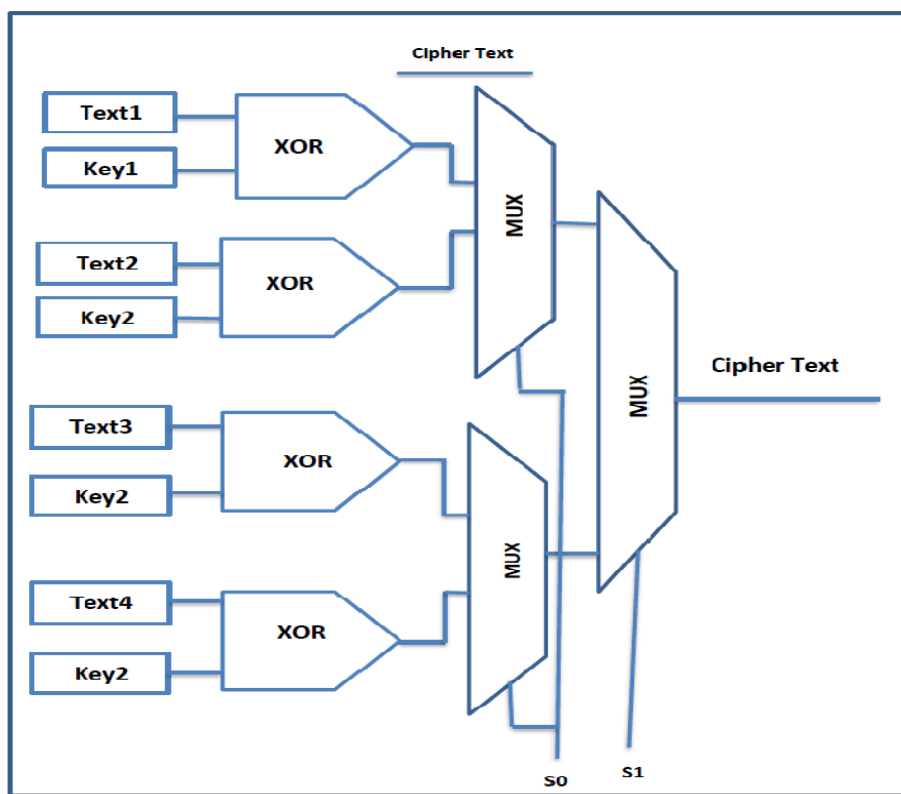 Cipher Text
Text1
XOR
Key1
MUX
Text2
XOR
Key2
Cipher Text
MUX
Text3
XOR
Key2
MUX
Text4
XOR
Key2
S0
S1